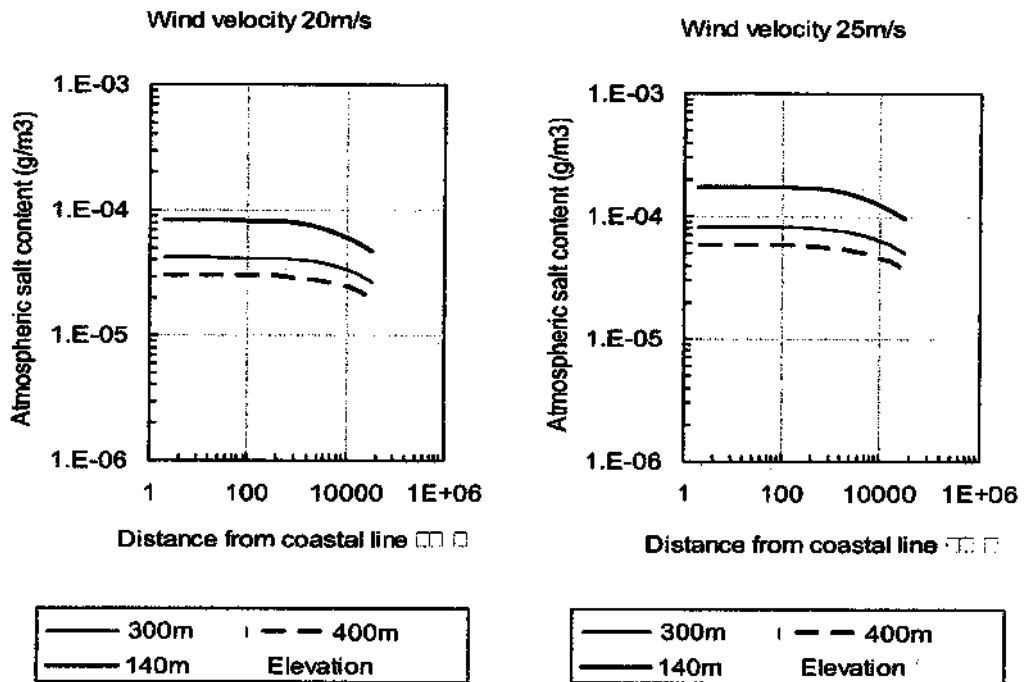 Wind velocity 20m/s
1.E-03
1.E-04
1.E-05
1.E-06
Atmospheric salt content (g/m3)
1 100 10000 1E+06
Distance from coastal line
300m 400m
140m Elevation
Wind velocity 25m/s
1.E-03
1.E-04
1.E-05
1.E-06
Atmospheric salt content (g/m3)
1 100 10000 1E+06
Distance from coastal line
300m 400m
140m Elevation